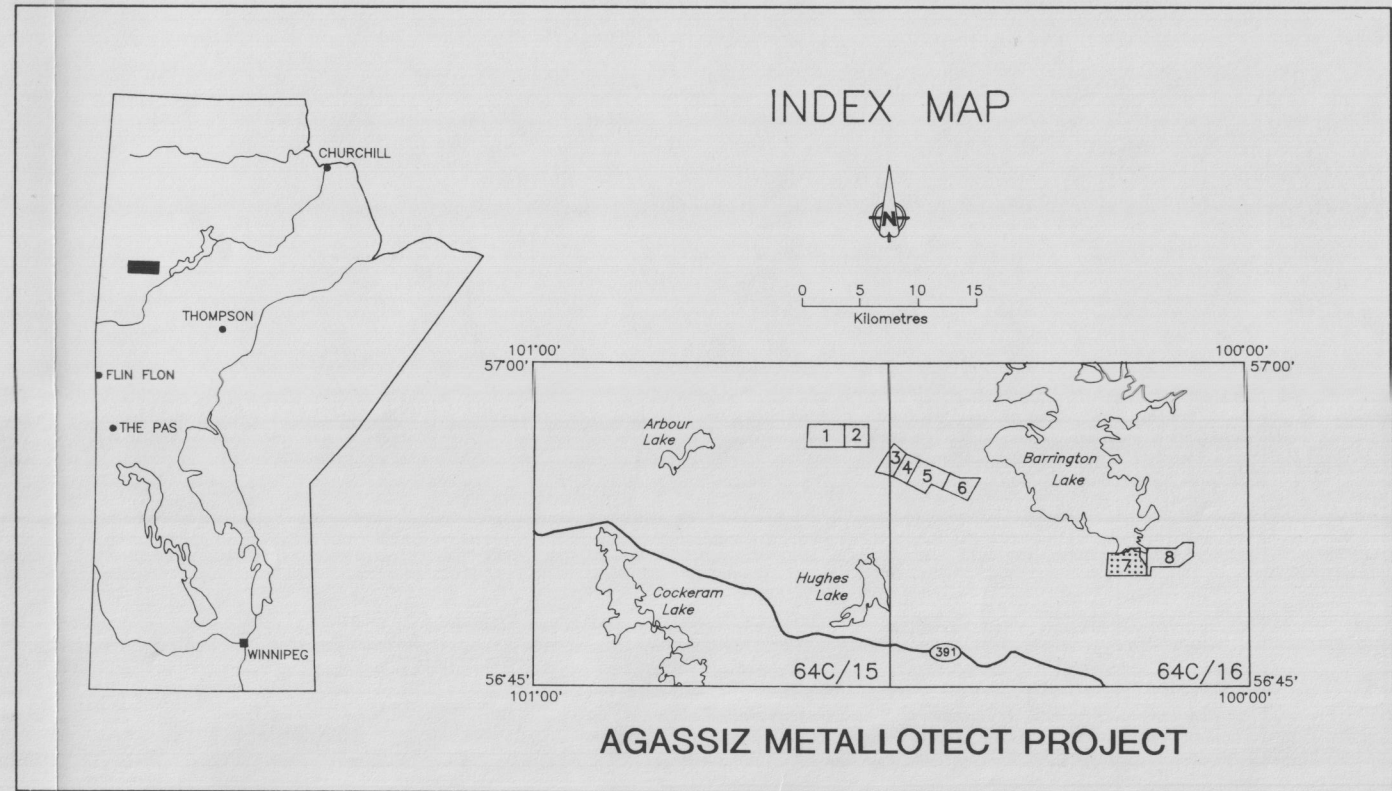 INDEX MAP
CHURCHILL
THOMPSON
FLIN FLON
THE PAS
WINNIPEG
N
0 5 10 15
Kilometres
101°00'
100°00'
57°00'
57°00'
Arbour
Lake
1 2
3 4 5 6
Barrington
Lake
7 8
Hughes
Lake
Cockeram
Lake
391
64C/15
64C/16
56°45'
56°45'
101°00'
100°00'
AGASSIZ METALLOTECT PROJECT